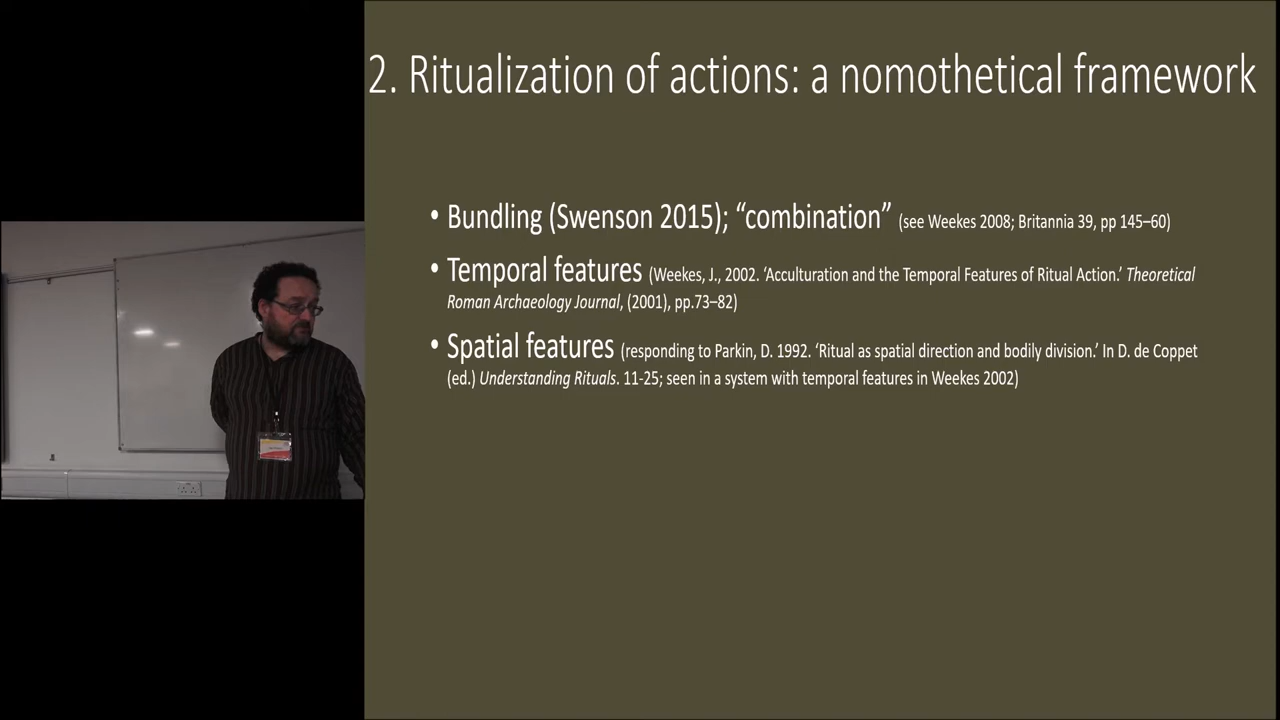 2. Ritualization of actions: a nomothetical framework
• Bundling (Swenson 2015); “combination” (see Weekes 2008; Britannia 39, pp 145–60)
• Temporal features (Weekes, J., 2002. ‘Acculturation and the Temporal Features of Ritual Action.’ Theoretical
Roman Archaeology Journal, (2001), pp.73–82)
• Spatial features (responding to Parkin, D. 1992. ‘Ritual as spatial direction and bodily division.’ In D. de Coppet
(ed.) Understanding Rituals. 11-25; seen in a system with temporal features in Weekes 2002)